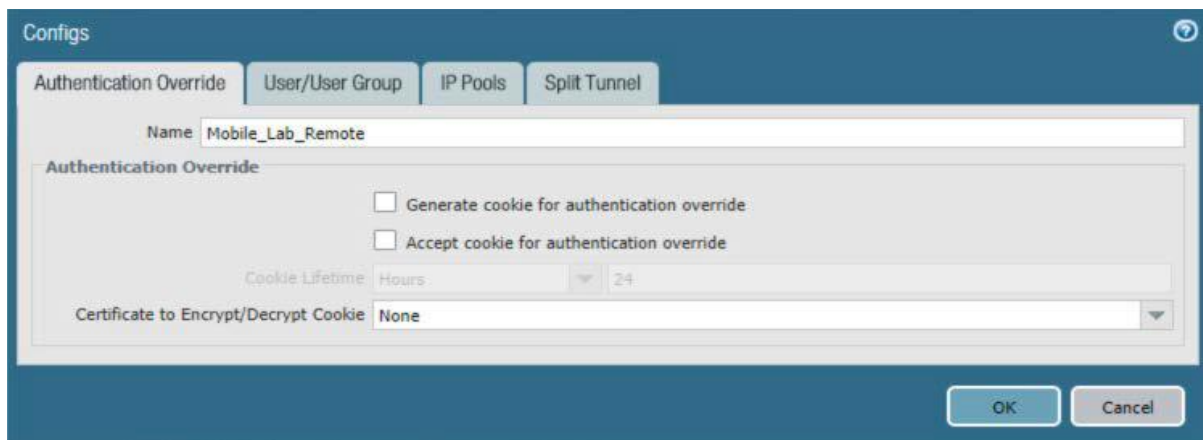 Configs
Authentication Override User/User Group IP Pools Split Tunnel
Name Mobile_Lab_Remote
Authentication Override
Generate cookie for authentication override
Accept cookie for authentication override
Cookie Lifetime Hours 24
Certificate to Encrypt/Decrypt Cookie None
OK Cancel